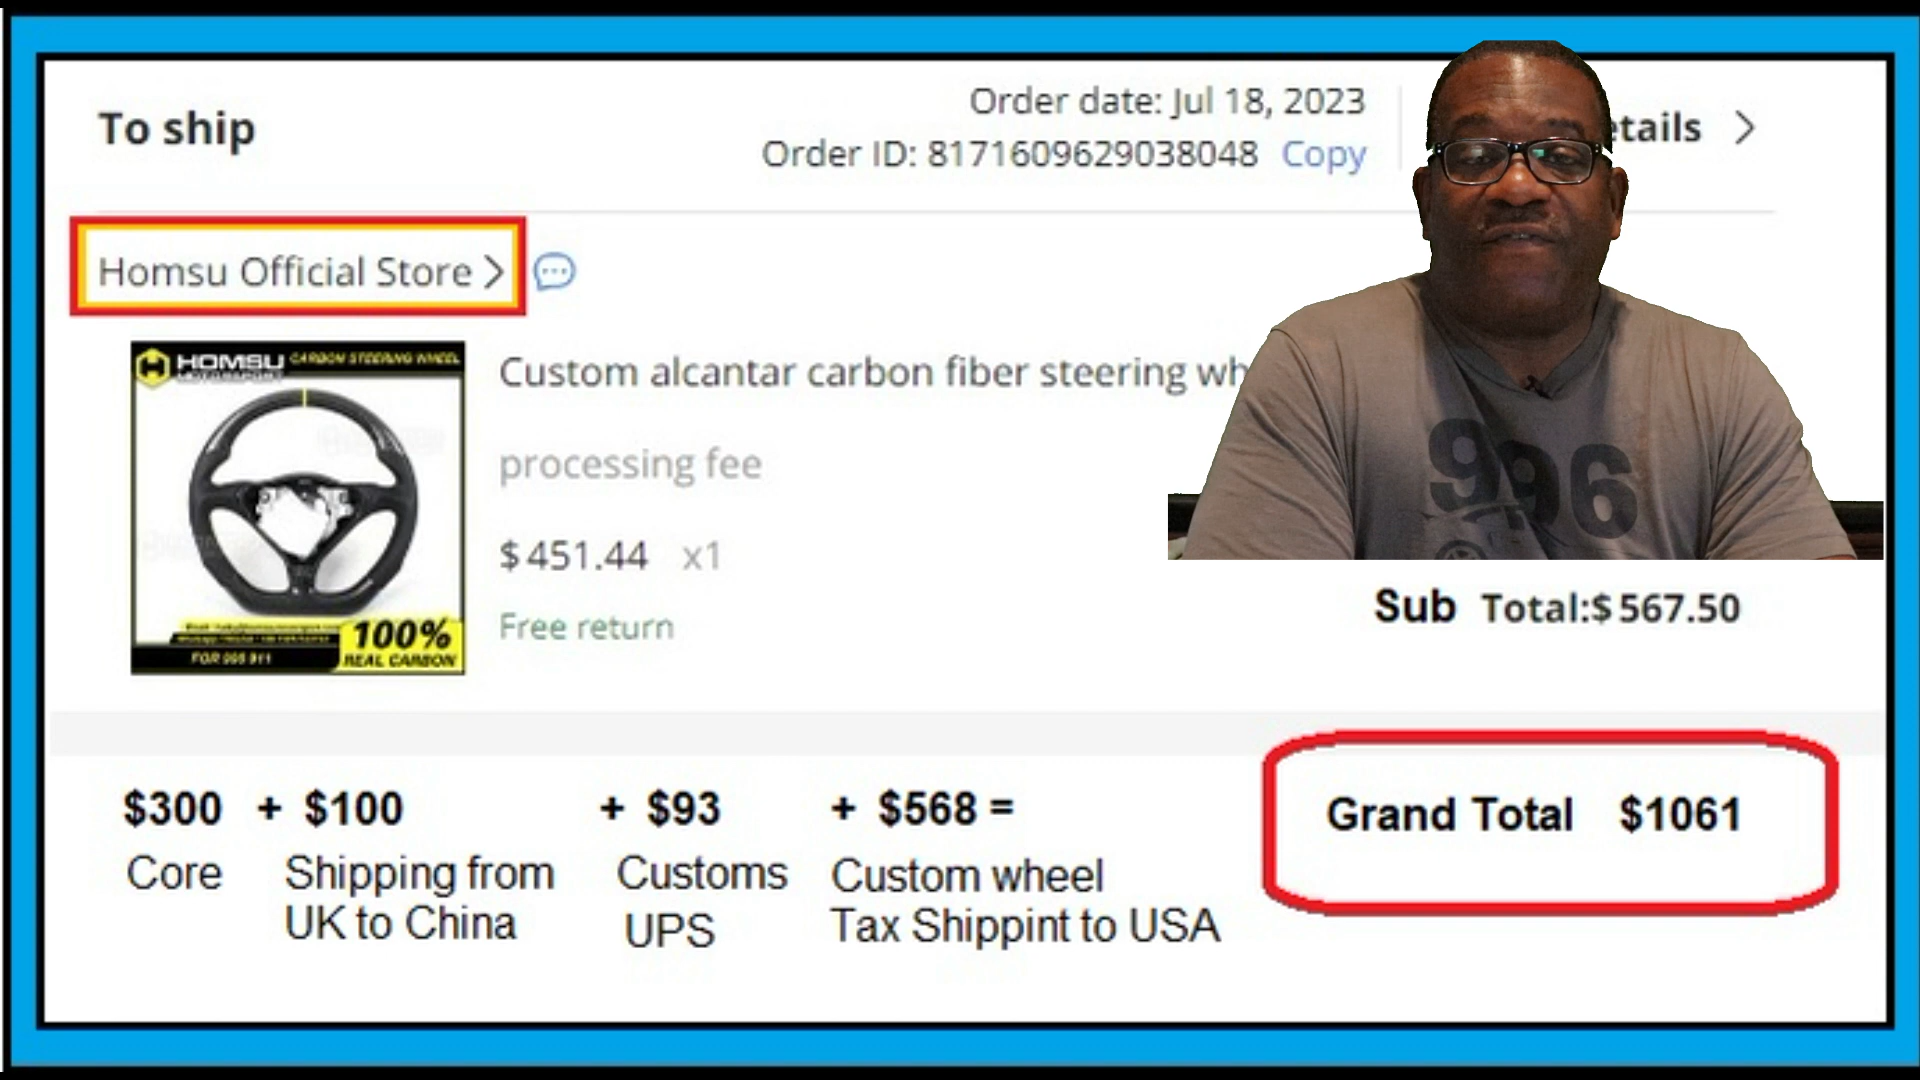 To ship
Order date: Jul 18, 2023
Order ID: 8171609629038048 Copy
etails >
Homsu Official Store >
HOMSU CARBON STEERING WHEEL
100%
REAL CARBON
Custom alcantar carbon fiber steering wh
processing fee
$451.44 x1
Free return
996
Sub Total:$567.50
$300 + $100 + $93 + $568 =
Core Shipping from Customs Custom wheel
UK to China UPS Tax Shippint to USA
Grand Total $1061